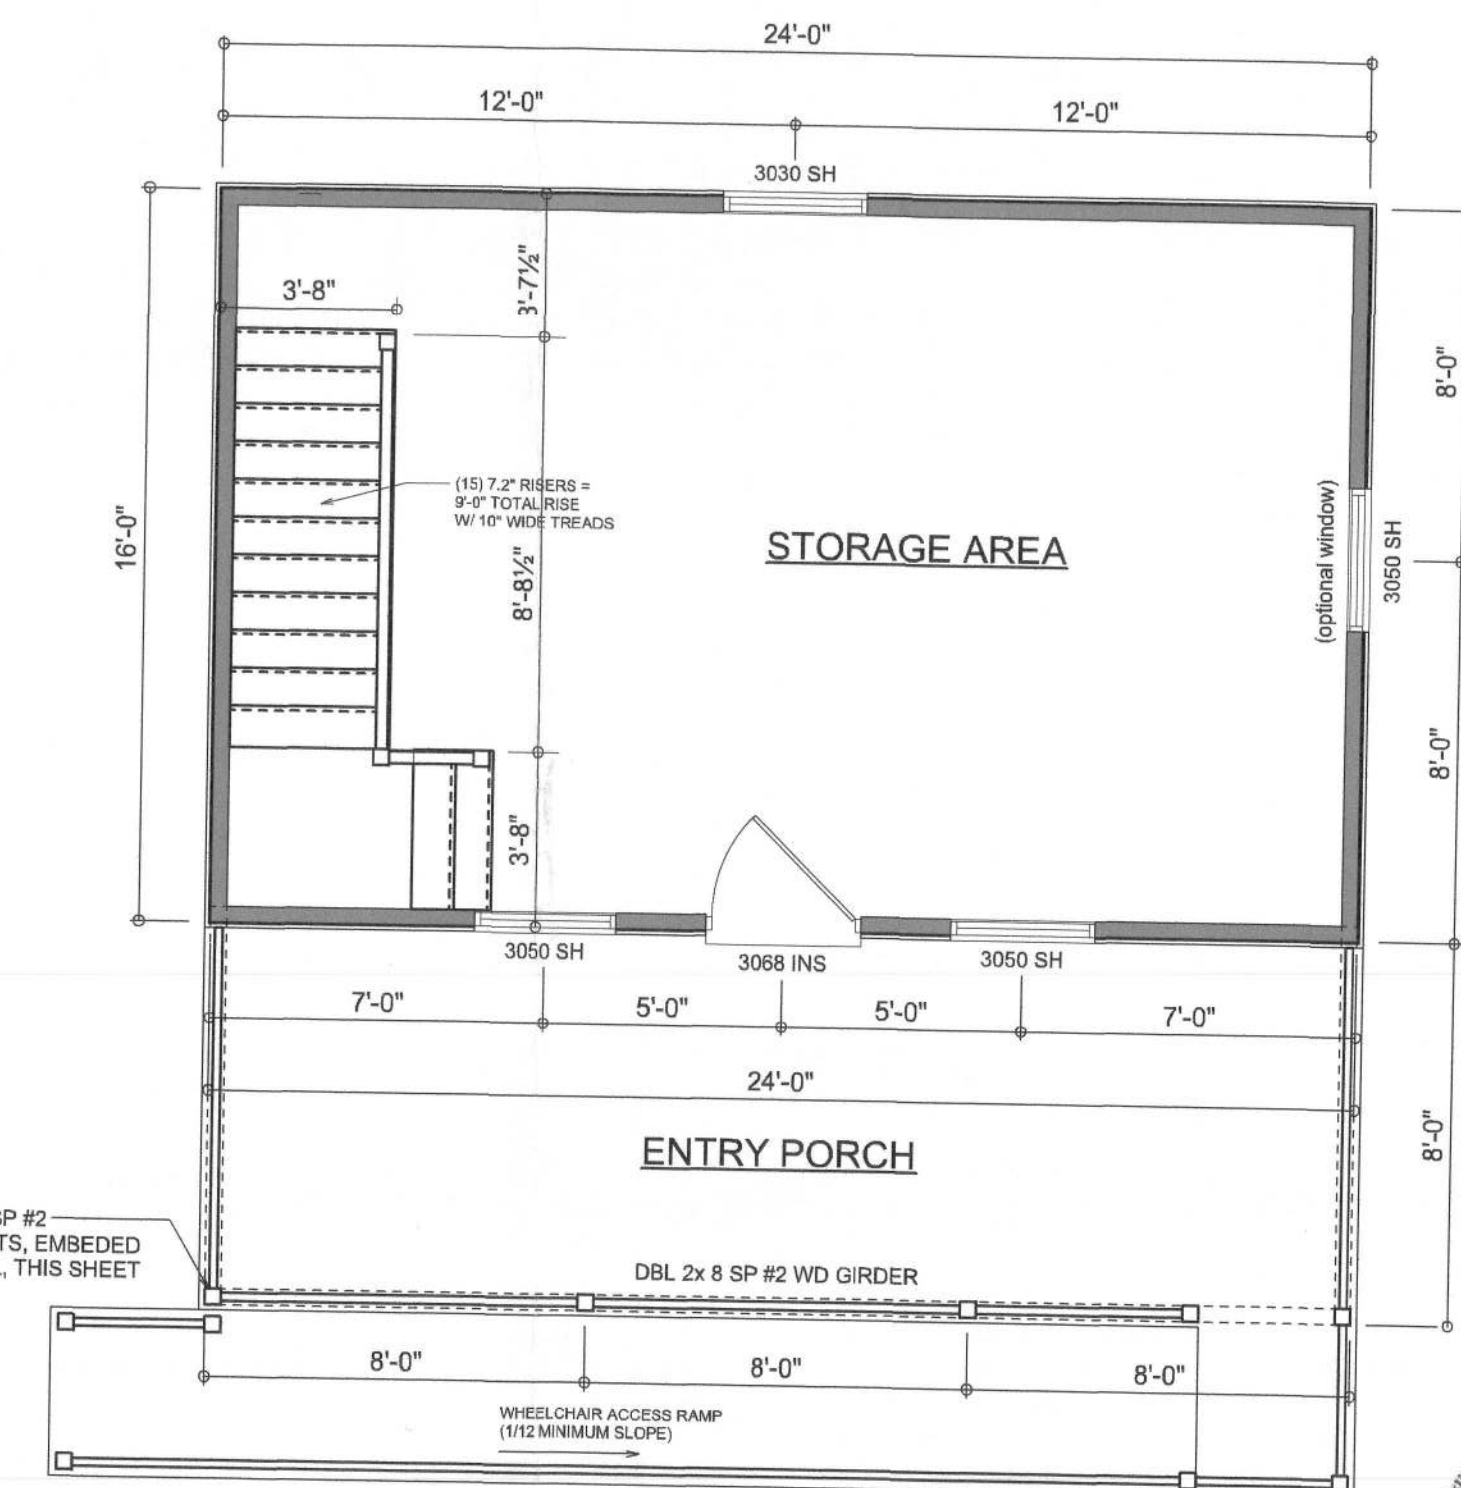 24'-0"
12'-0"
12'-0"
3030 SH
3'-8"
3'-7½"
8'-0"
(15) 7.2" RISERS =
9'-0" TOTAL RISE
W/ 10" WIDE TREADS
16'-0"
8'-8½"
STORAGE AREA
(optional window)
3050 SH
8'-0"
3'-8"
3050 SH
3068 INS
3050 SH
7'-0"
5'-0"
5'-0"
7'-0"
24'-0"
ENTRY PORCH
8'-0"
SP #2
TS, EMBEDED
, THIS SHEET
DBL 2x 8 SP #2 WD GIRDER
8'-0"
8'-0"
8'-0"
WHEELCHAIR ACCESS RAMP
(1/12 MINIMUM SLOPE)